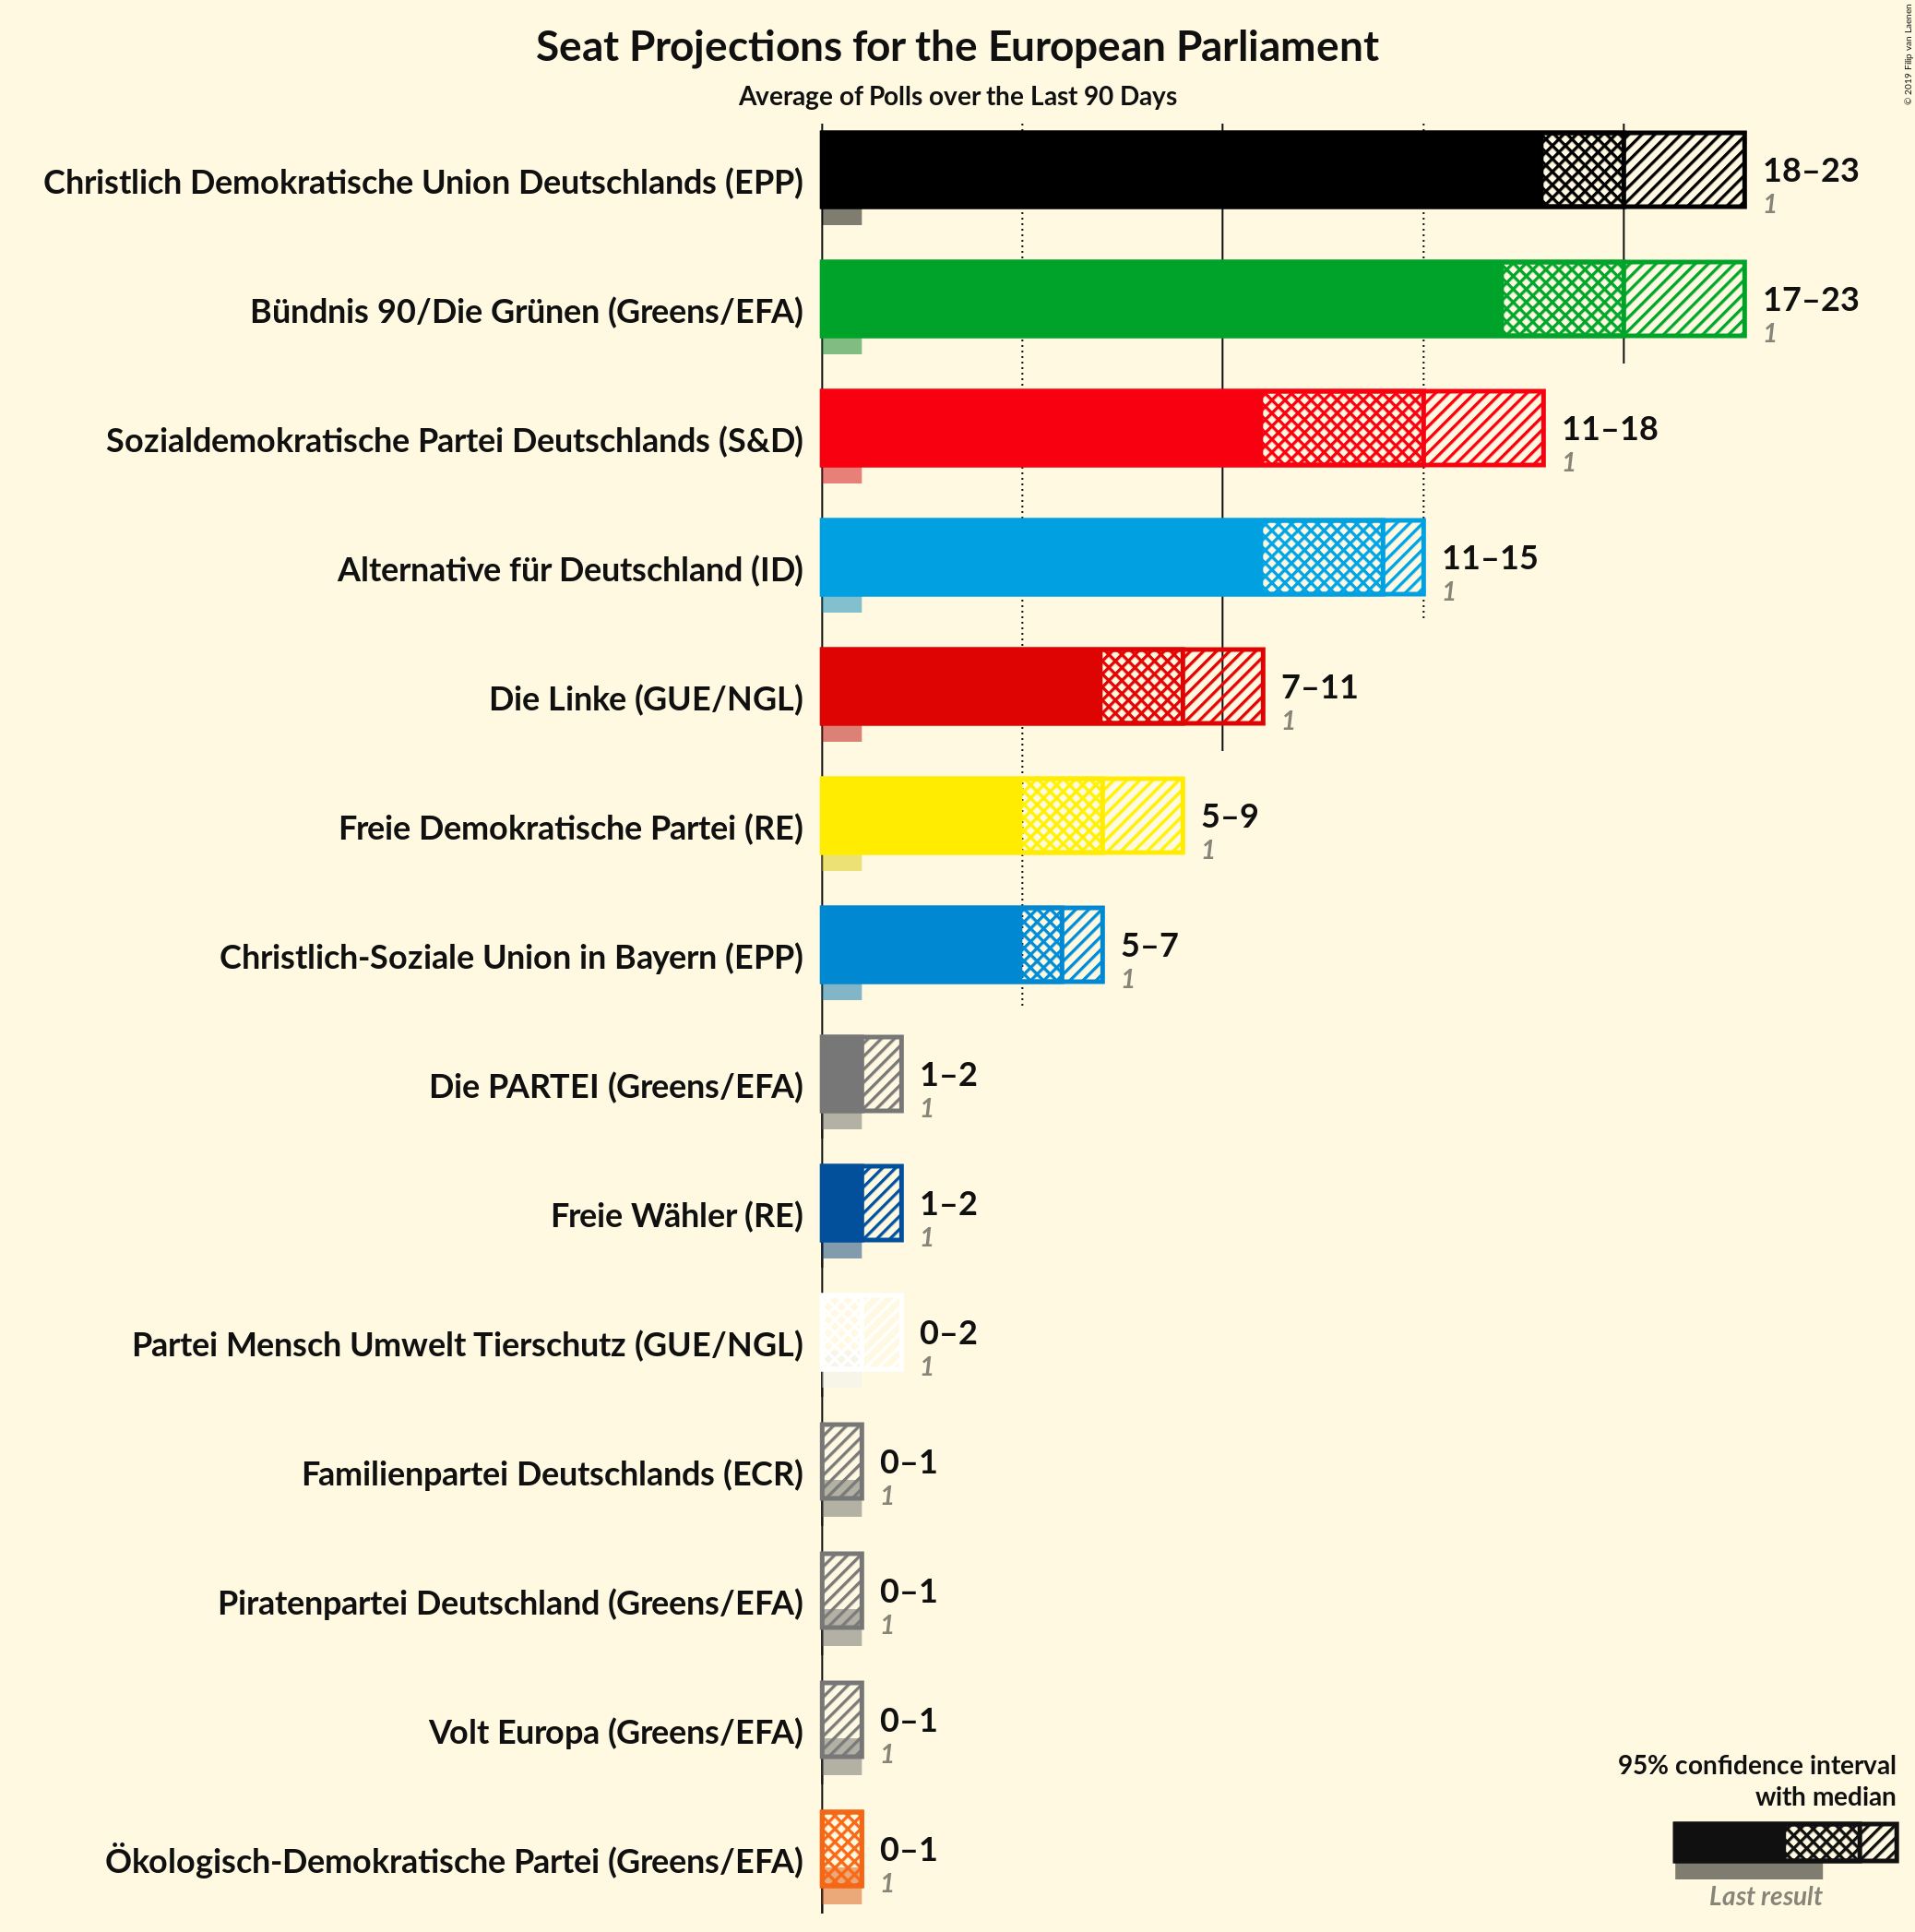 Seat Projections for the European Parliament
Average of Polls over the Last 90 Days
© 2019 Filip van Laenen
Christlich Demokratische Union Deutschlands (EPP)
18–23
1
Bündnis 90/Die Grünen (Greens/EFA)
17–23
1
Sozialdemokratische Partei Deutschlands (S&D)
11–18
1
Alternative für Deutschland (ID)
11–15
1
Die Linke (GUE/NGL)
7–11
1
Freie Demokratische Partei (RE)
5–9
1
Christlich-Soziale Union in Bayern (EPP)
5–7
1
Die PARTEI (Greens/EFA)
1–2
1
Freie Wähler (RE)
1–2
1
Partei Mensch Umwelt Tierschutz (GUE/NGL)
0–2
1
Familienpartei Deutschlands (ECR)
0–1
1
Piratenpartei Deutschland (Greens/EFA)
0–1
1
Volt Europa (Greens/EFA)
0–1
1
Ökologisch-Demokratische Partei (Greens/EFA)
0–1
1
95% confidence interval
with median
Last result